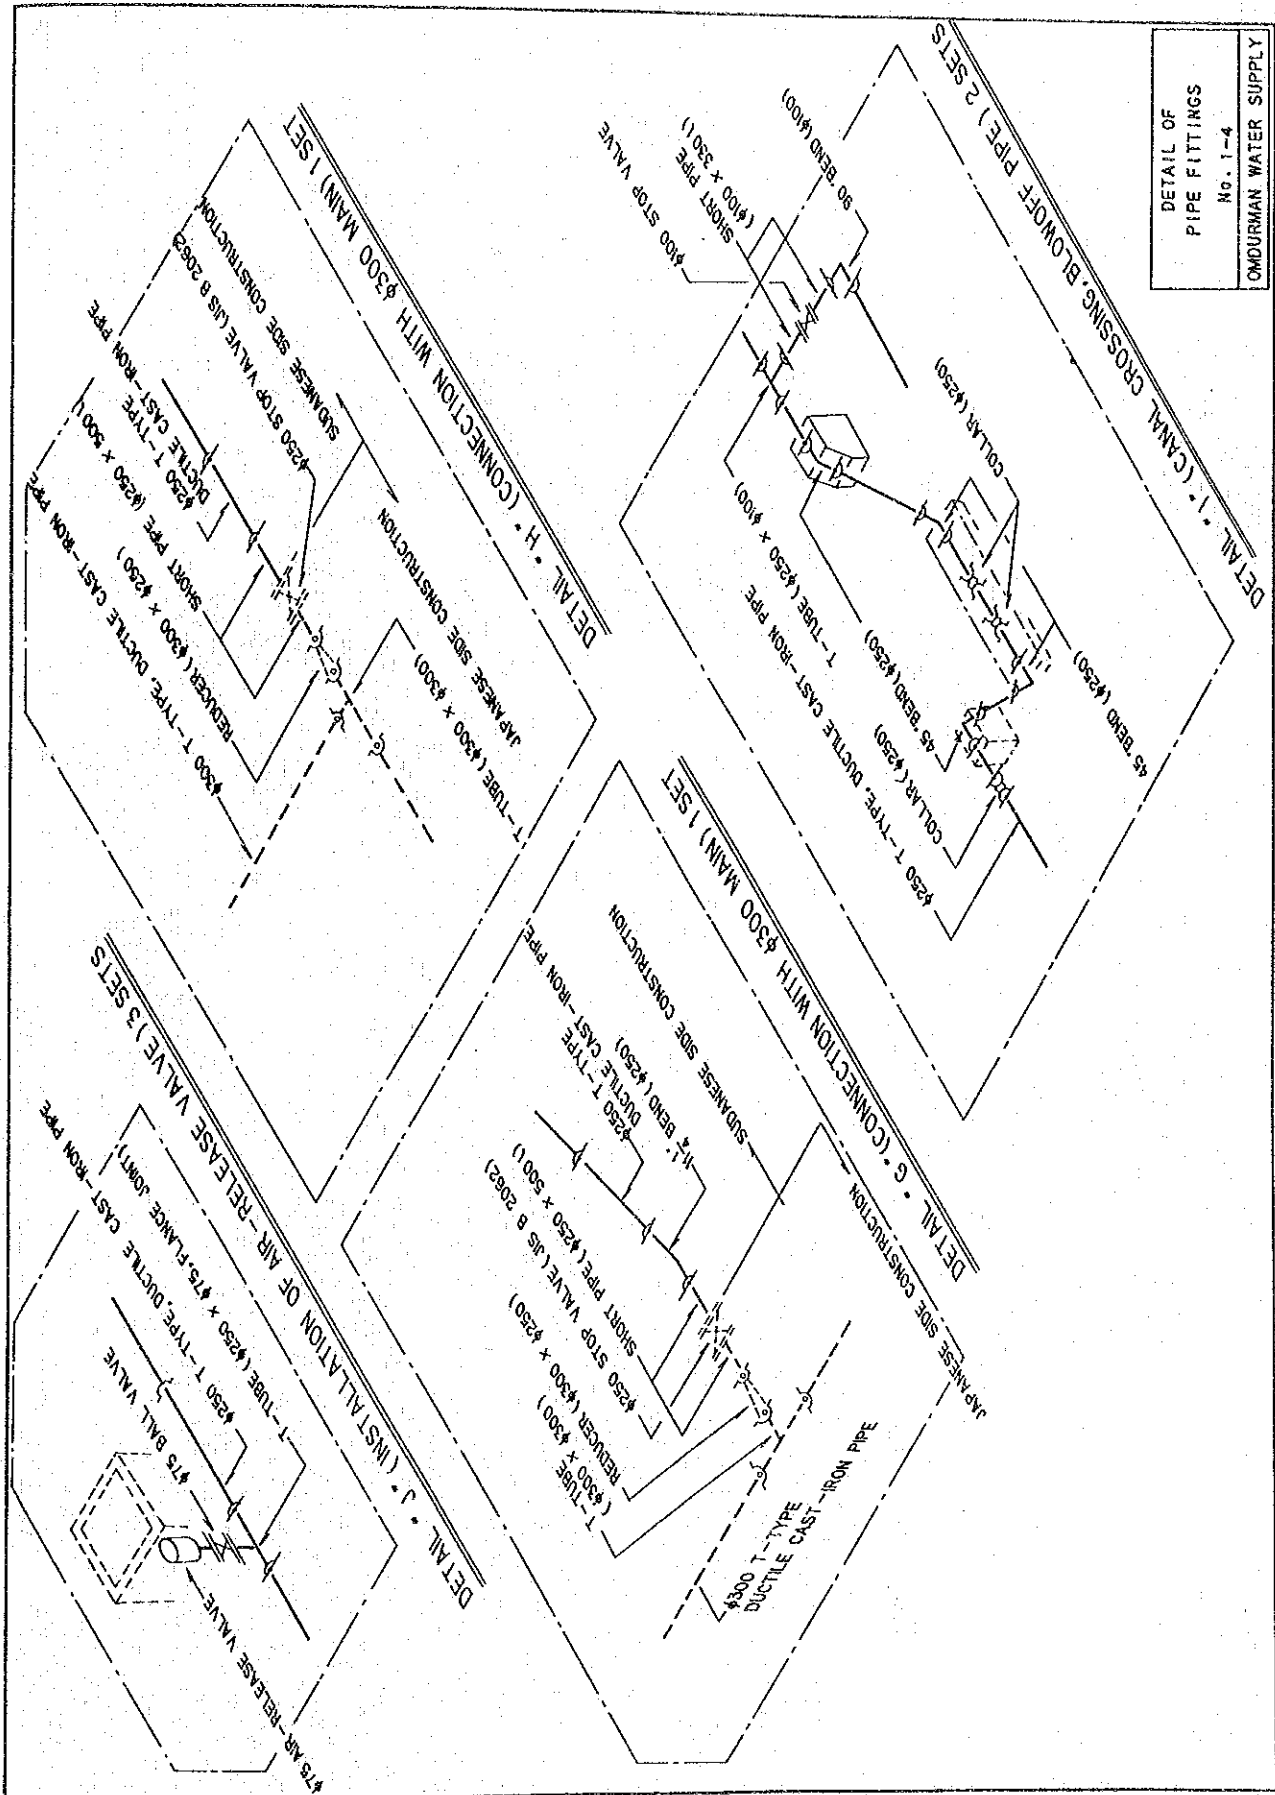 DETAIL OF
PIPE FITTINGS
No. 1-4
OMDURMAN WATER SUPPLY
DETAIL "H" (CONNECTION WITH φ300 MAIN) 1 SET
SUDANESE SIDE CONSTRUCTION
φ250 STOP VALVE (JIS B 2062)
φ250 T-TYPE
DUCTILE CAST-IRON PIPE
SHORT PIPE (φ250 x 500 l)
REDUCER (φ300 x φ250)
φ300 T-TYPE, DUCTILE CAST-IRON PIPE
JAPANESE SIDE CONSTRUCTION
T-TUBE (φ300 x φ300)
DETAIL "I" (CANAL CROSSING, BLOWOFF PIPE) 2 SETS
90°BEND (φ100)
SHORT PIPE
(φ100 x 330 l)
φ100 STOP VALVE
COLLAR (φ250)
T-TUBE (φ250 x φ100)
45°BEND (φ250)
COLLAR (φ250)
φ250 T-TYPE, DUCTILE CAST-IRON PIPE
45°BEND (φ250)
DETAIL "J" (INSTALLATION OF AIR-RELEASE VALVE) 3 SETS
T-TUBE (φ250 x φ75, FLANCE JOINT)
φ250 T-TYPE, DUCTILE CAST-IRON PIPE
φ75 BALL VALVE
φ75 AIR-RELEASE VALVE
DETAIL "G" (CONNECTION WITH φ300 MAIN) 1 SET
SUDANESE SIDE CONSTRUCTION
φ250 T-TYPE
DUCTILE CAST-IRON PIPE
11 1/4° BEND (φ250)
SHORT PIPE (φ250 x 500 l)
φ250 STOP VALVE (JIS B 2062)
REDUCER (φ300 x φ250)
T-TUBE
(φ300 x φ300)
JAPANESE SIDE CONSTRUCTION
φ300 T-TYPE
DUCTILE CAST-IRON PIPE